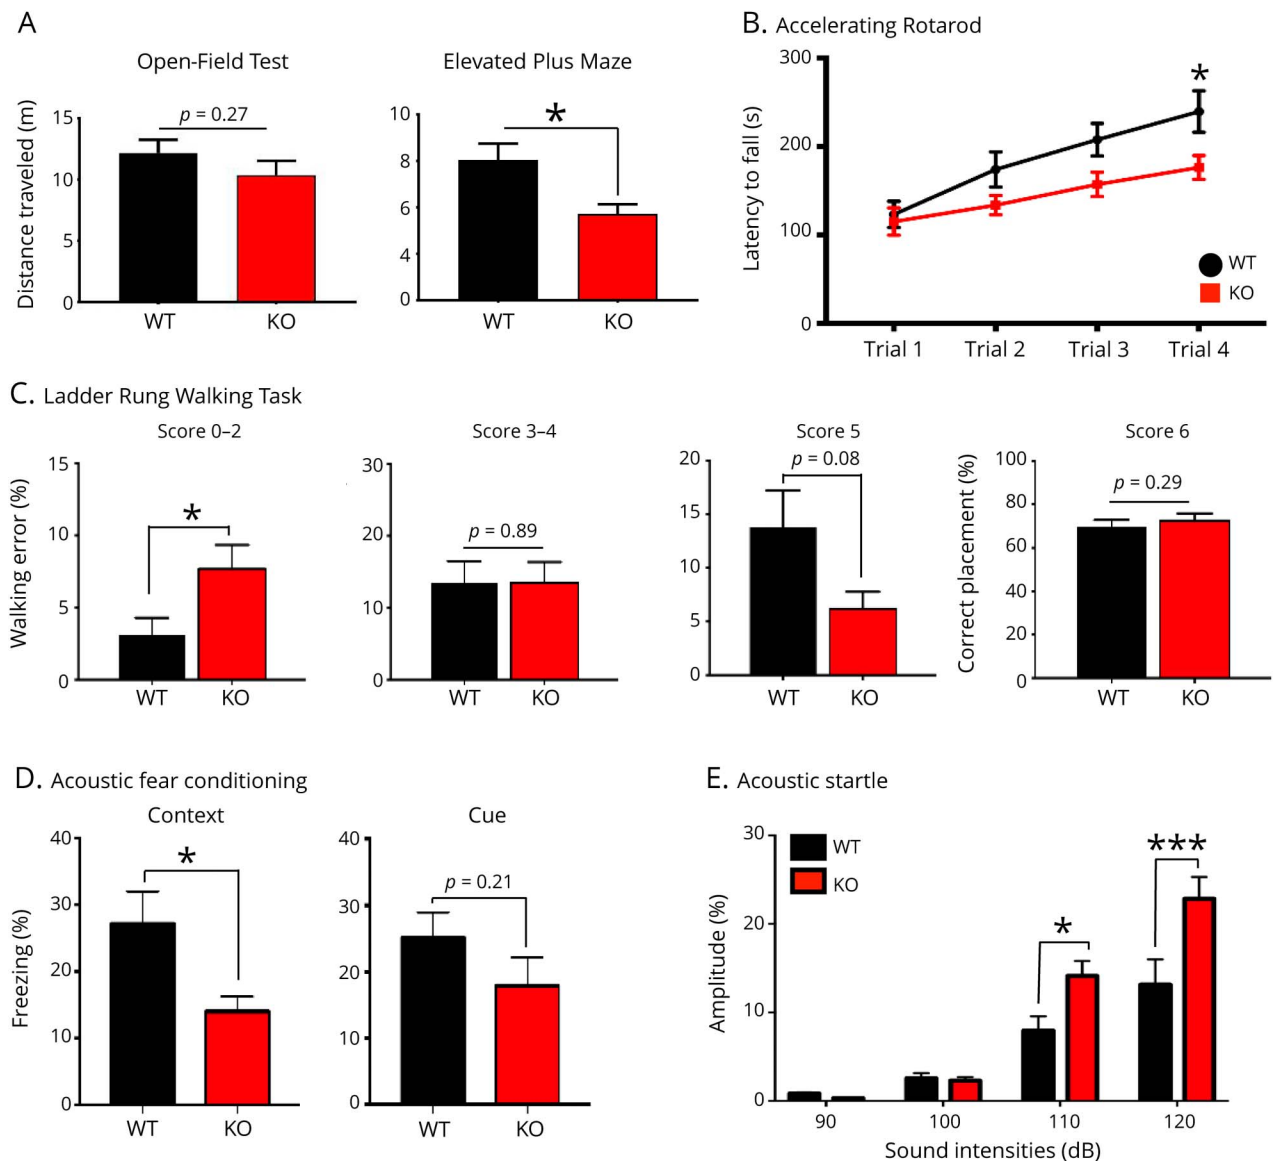 A
Open-Field Test
Distance traveled (m)
15
10
5
0
p = 0.27
WT KO
Elevated Plus Maze
10
8
6
4
0
*
WT KO
B. Accelerating Rotarod
Latency to fall (s)
300
200
100
0
*
WT
KO
Trial 1 Trial 2 Trial 3 Trial 4
C. Ladder Rung Walking Task
Score 0–2
Walking error (%)
15
10
5
0
*
WT KO
Score 3–4
30
20
10
0
p = 0.89
WT KO
Score 5
20
15
10
5
0
p = 0.08
WT KO
Score 6
Correct placement (%)
100
80
60
40
20
0
p = 0.29
WT KO
D. Acoustic fear conditioning
Context
Freezing (%)
40
30
20
10
0
*
WT KO
Cue
40
30
20
10
0
p = 0.21
WT KO
E. Acoustic startle
Amplitude (%)
30
20
10
0
WT
KO
*
***
90 100 110 120
Sound intensities (dB)